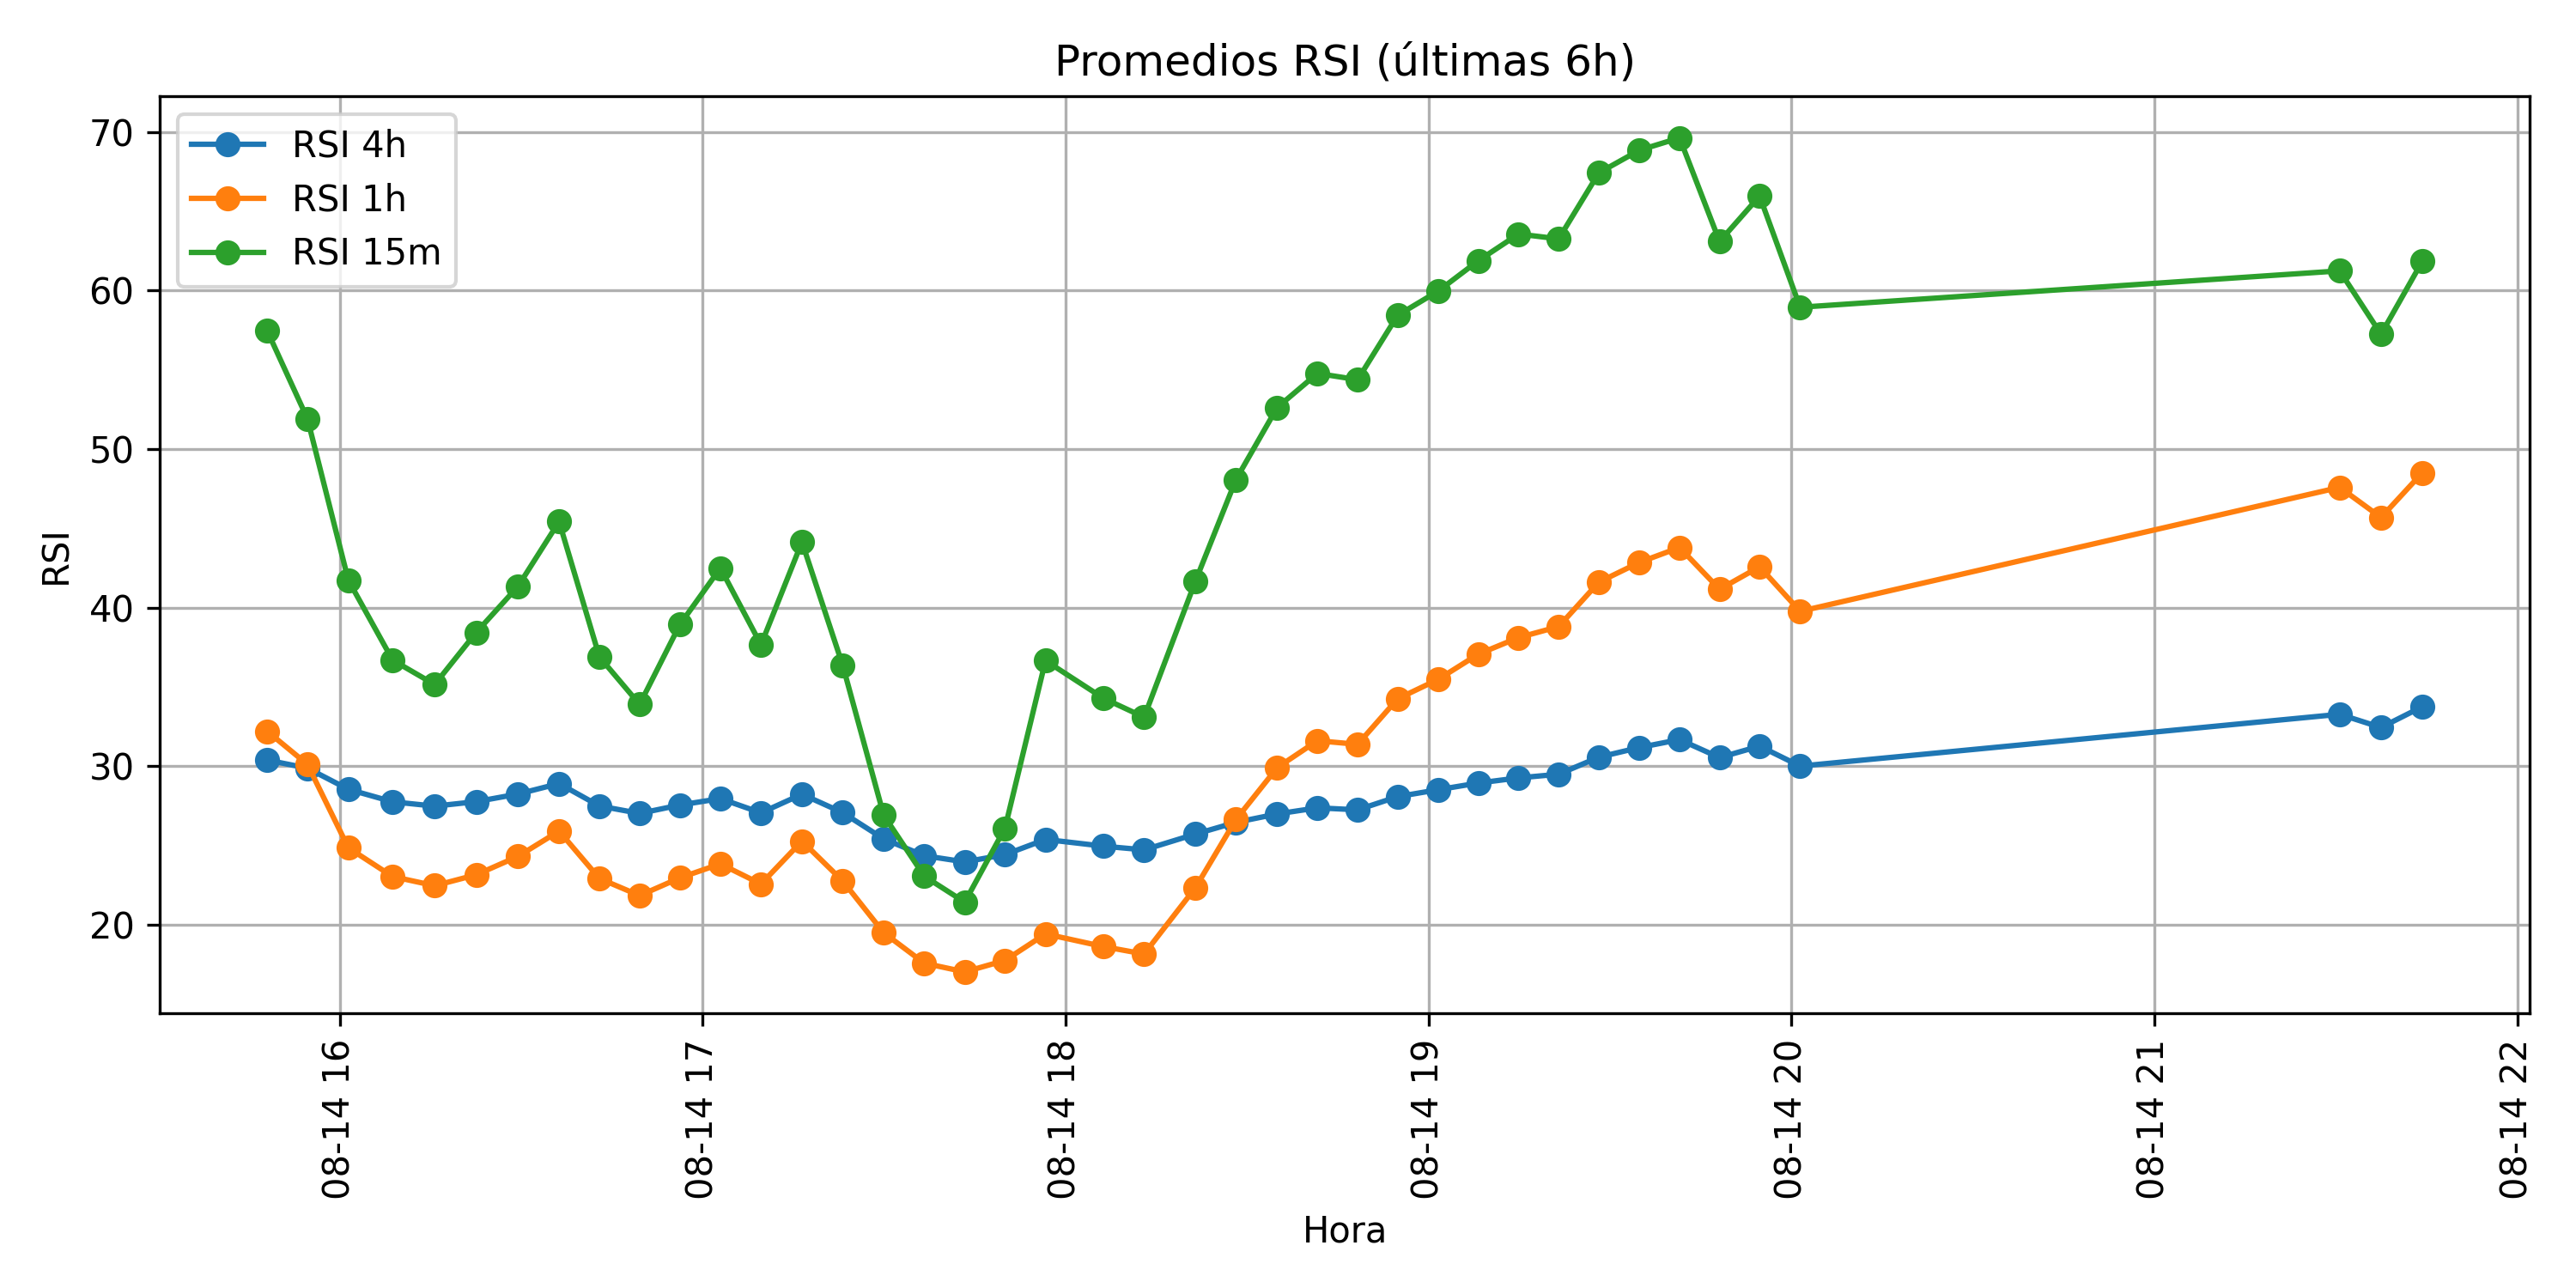 Promedios RSI (últimas 6h)
RSI 4h
RSI 1h
RSI 15m
RSI
70
60
50
40
30
20
08-14 16
08-14 17
08-14 18
08-14 19
08-14 20
08-14 21
08-14 22
Hora